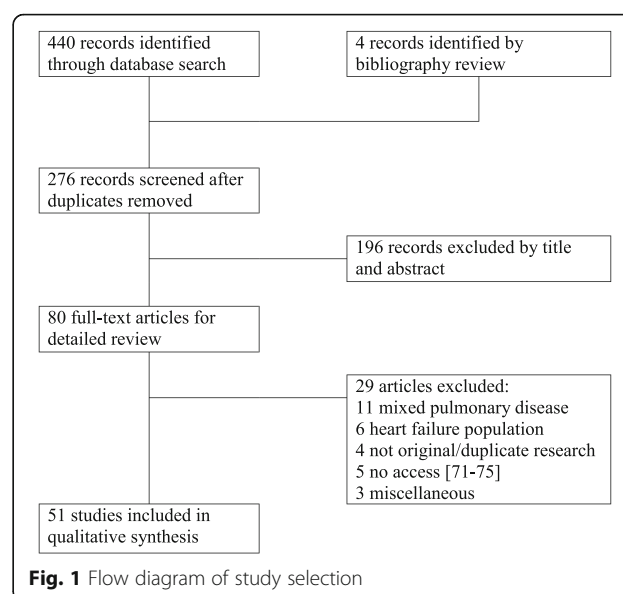 440 records identified
through database search
4 records identified by
bibliography review
276 records screened after
duplicates removed
196 records excluded by title
and abstract
80 full-text articles for
detailed review
29 articles excluded:
11 mixed pulmonary disease
6 heart failure population
4 not original/duplicate research
5 no access [71-75]
3 miscellaneous
51 studies included in
qualitative synthesis
Fig. 1 Flow diagram of study selection